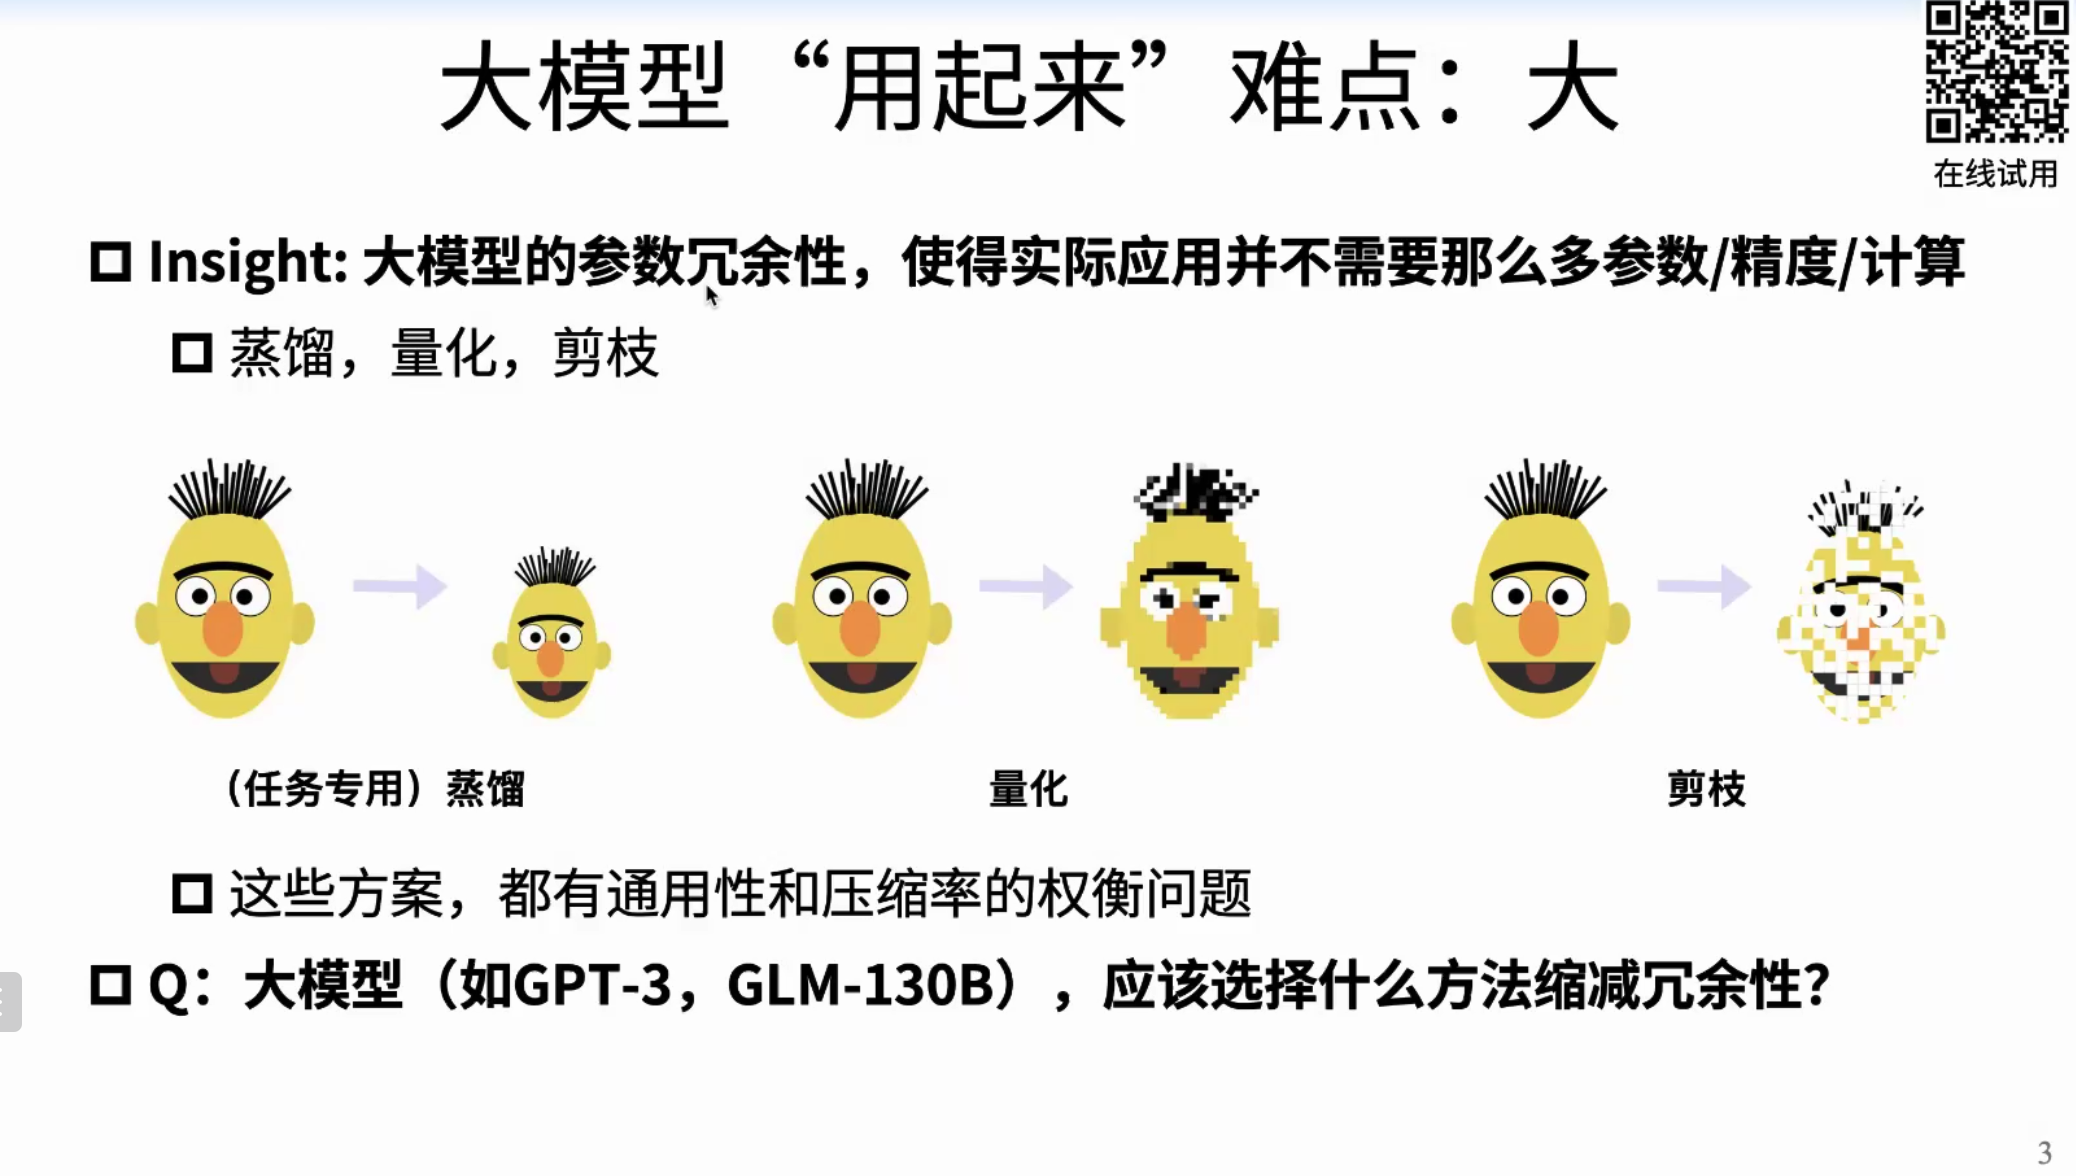 大模型“用起来”难点：大
在线试用
Insight: 大模型的参数冗余性，使得实际应用并不需要那么多参数/精度/计算
蒸馏，量化，剪枝
（任务专用）蒸馏
量化
剪枝
这些方案，都有通用性和压缩率的权衡问题
Q：大模型（如GPT-3，GLM-130B），应该选择什么方法缩减冗余性？
3